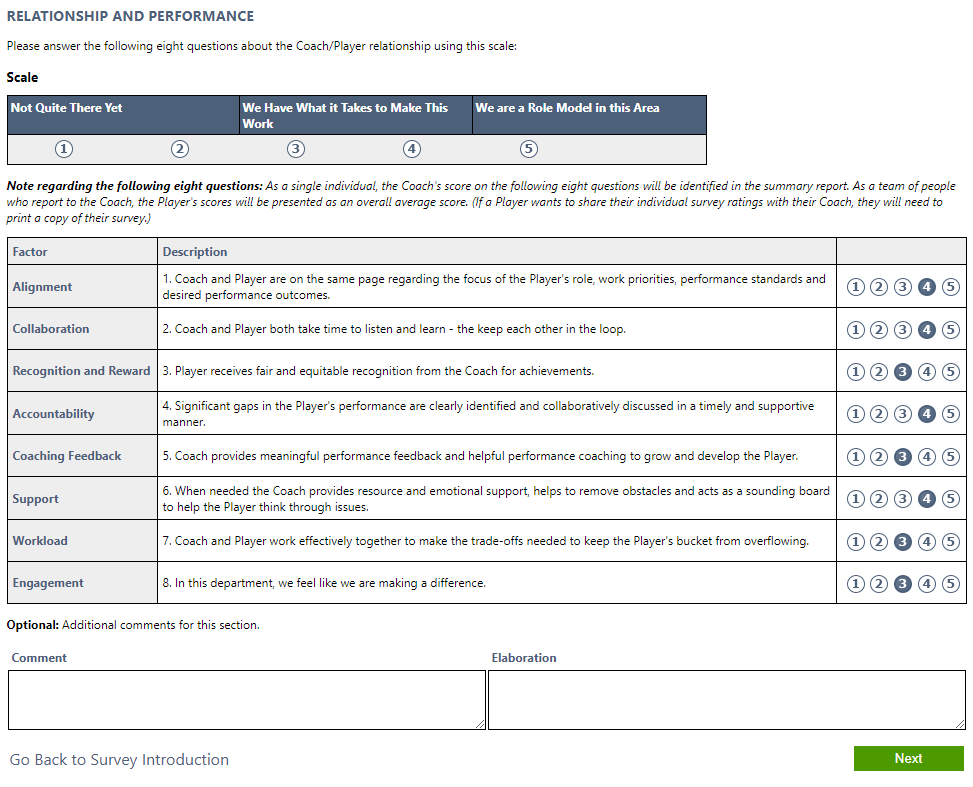 RELATIONSHIP AND PERFORMANCE
Please answer the following eight questions about the Coach/Player relationship using this scale:
Scale
Not Quite There Yet
We Have What it Takes to Make This
Work
We are a Role Model in this Area
1 2 3 4 5
Note regarding the following eight questions: As a single individual, the Coach's score on the following eight questions will be identified in the summary report. As a team of people
who report to the Coach, the Player's scores will be presented as an overall average score. (If a Player wants to share their individual survey ratings with their Coach, they will need to
print a copy of their survey.)
Factor Description
Alignment
1. Coach and Player are on the same page regarding the focus of the Player's role, work priorities, performance standards and
desired performance outcomes.
1 2 3 4 5
Collaboration
2. Coach and Player both take time to listen and learn - the keep each other in the loop.
1 2 3 4 5
Recognition and Reward
3. Player receives fair and equitable recognition from the Coach for achievements.
1 2 3 4 5
Accountability
4. Significant gaps in the Player's performance are clearly identified and collaboratively discussed in a timely and supportive
manner.
1 2 3 4 5
Coaching Feedback
5. Coach provides meaningful performance feedback and helpful performance coaching to grow and develop the Player.
1 2 3 4 5
Support
6. When needed the Coach provides resource and emotional support, helps to remove obstacles and acts as a sounding board
to help the Player think through issues.
1 2 3 4 5
Workload
7. Coach and Player work effectively together to make the trade-offs needed to keep the Player's bucket from overflowing.
1 2 3 4 5
Engagement
8. In this department, we feel like we are making a difference.
1 2 3 4 5
Optional: Additional comments for this section.
Comment Elaboration
Go Back to Survey Introduction
Next